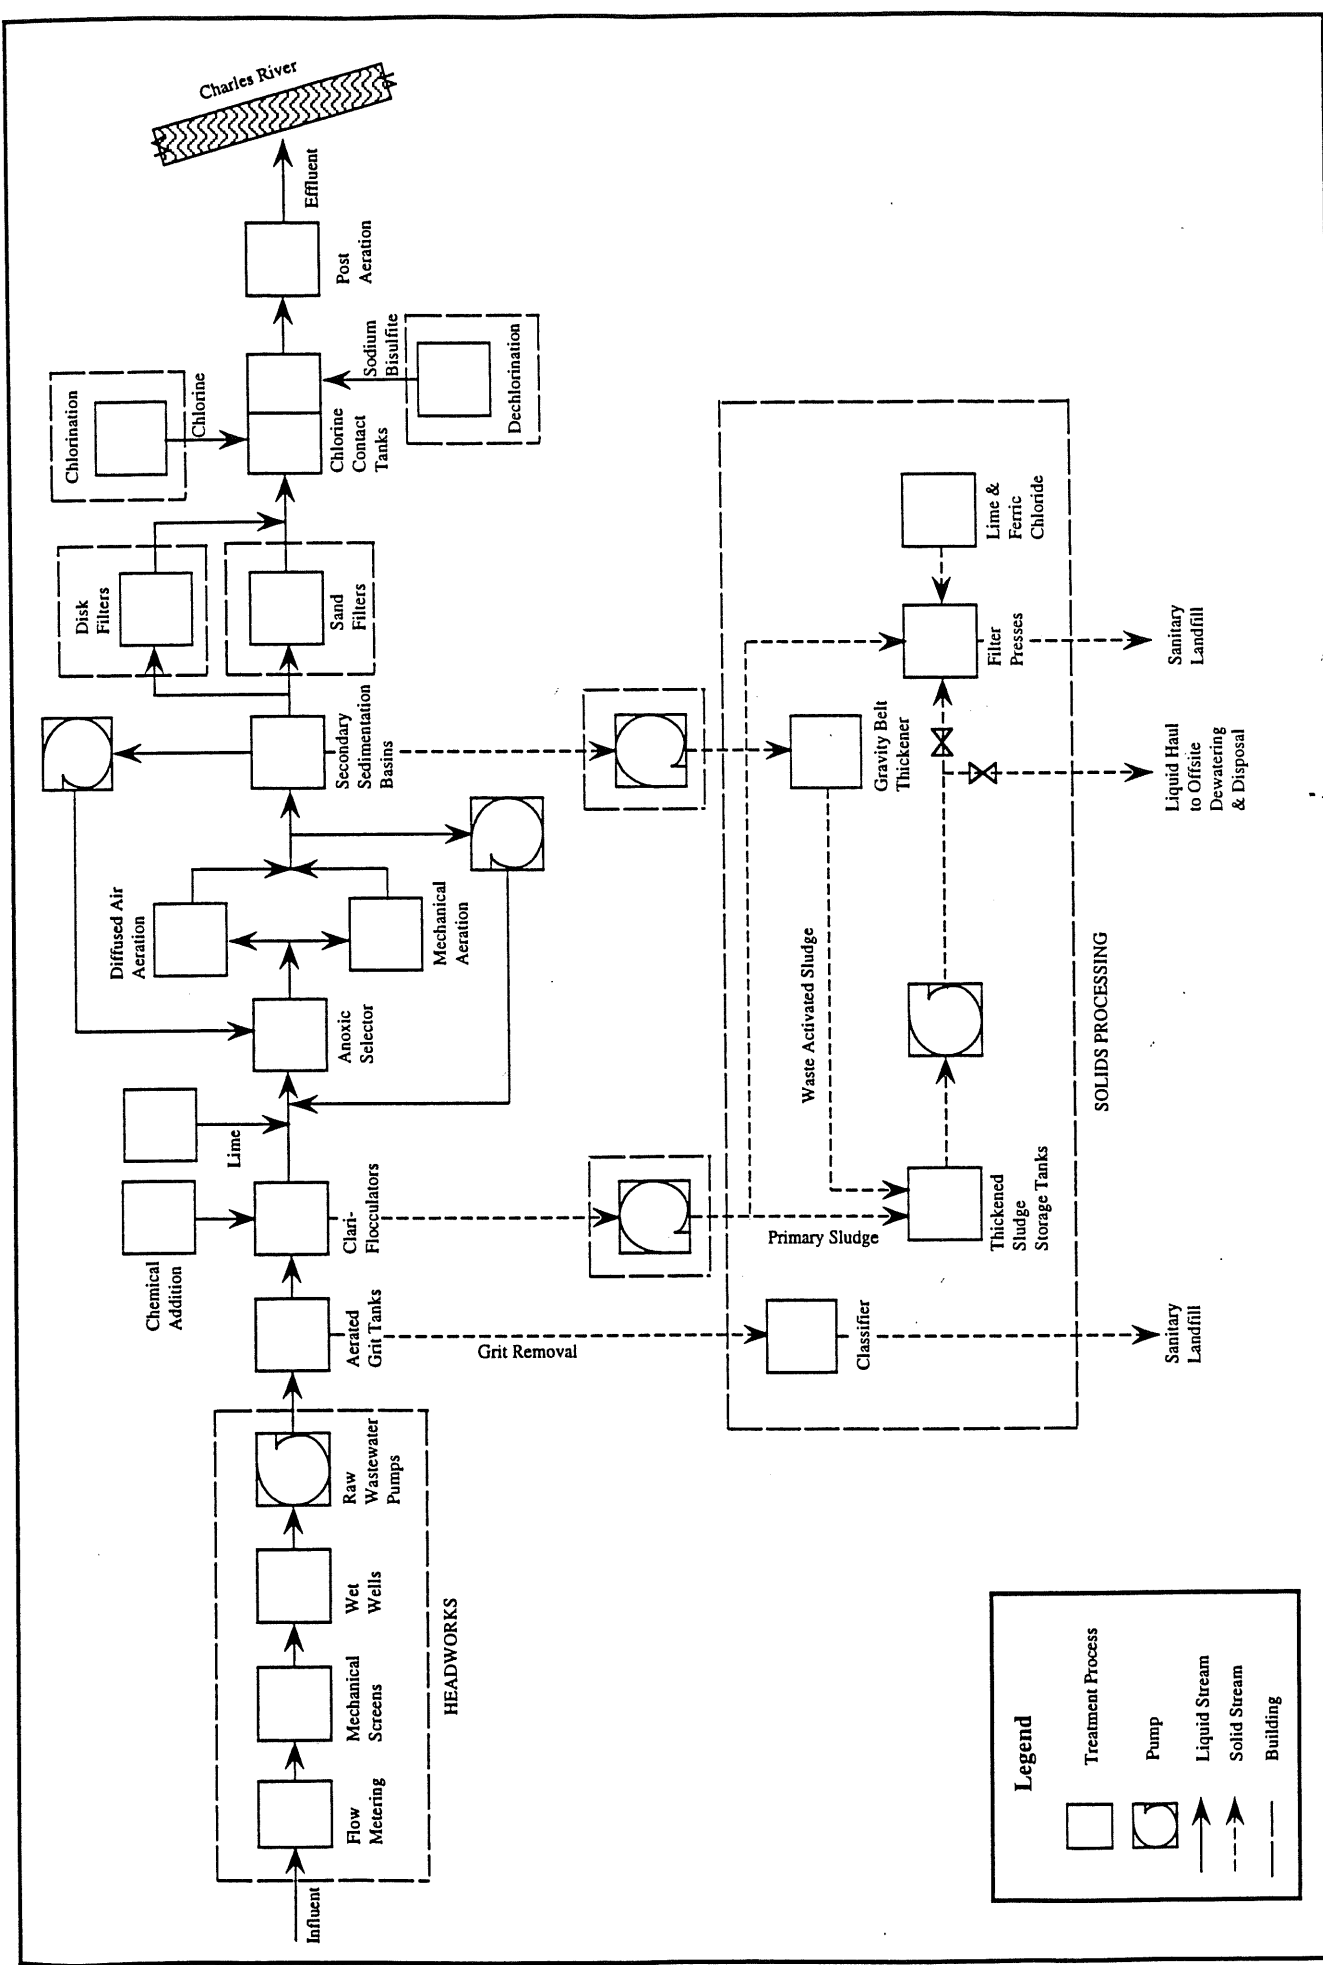 Influent
Flow
Metering
Mechanical
Screens
Wet
Wells
Raw
Wastewater
Pumps
HEADWORKS
Aerated
Grit Tanks
Chemical
Addition
Clari-
Flocculators
Lime
Anoxic
Selector
Diffused Air
Aeration
Mechanical
Aeration
Secondary
Sedimentation
Basins
Disk
Filters
Sand
Filters
Chlorination
Chlorine
Chlorine
Contact
Tanks
Sodium
Bisulfite
Dechlorination
Post
Aeration
Effluent
Charles River
Grit Removal
Classifier
Sanitary
Landfill
Primary Sludge
Waste Activated Sludge
Thickened
Sludge
Storage Tanks
Gravity Belt
Thickener
Filter
Presses
Lime &
Ferric
Chloride
SOLIDS PROCESSING
Liquid Haul
to Offsite
Dewatering
& Disposal
Sanitary
Landfill
Legend
Treatment Process
Pump
Liquid Stream
Solid Stream
Building